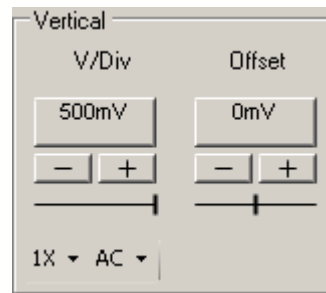 Vertical
V/Div Offset
500mV 0mV
− + − +
1X AC